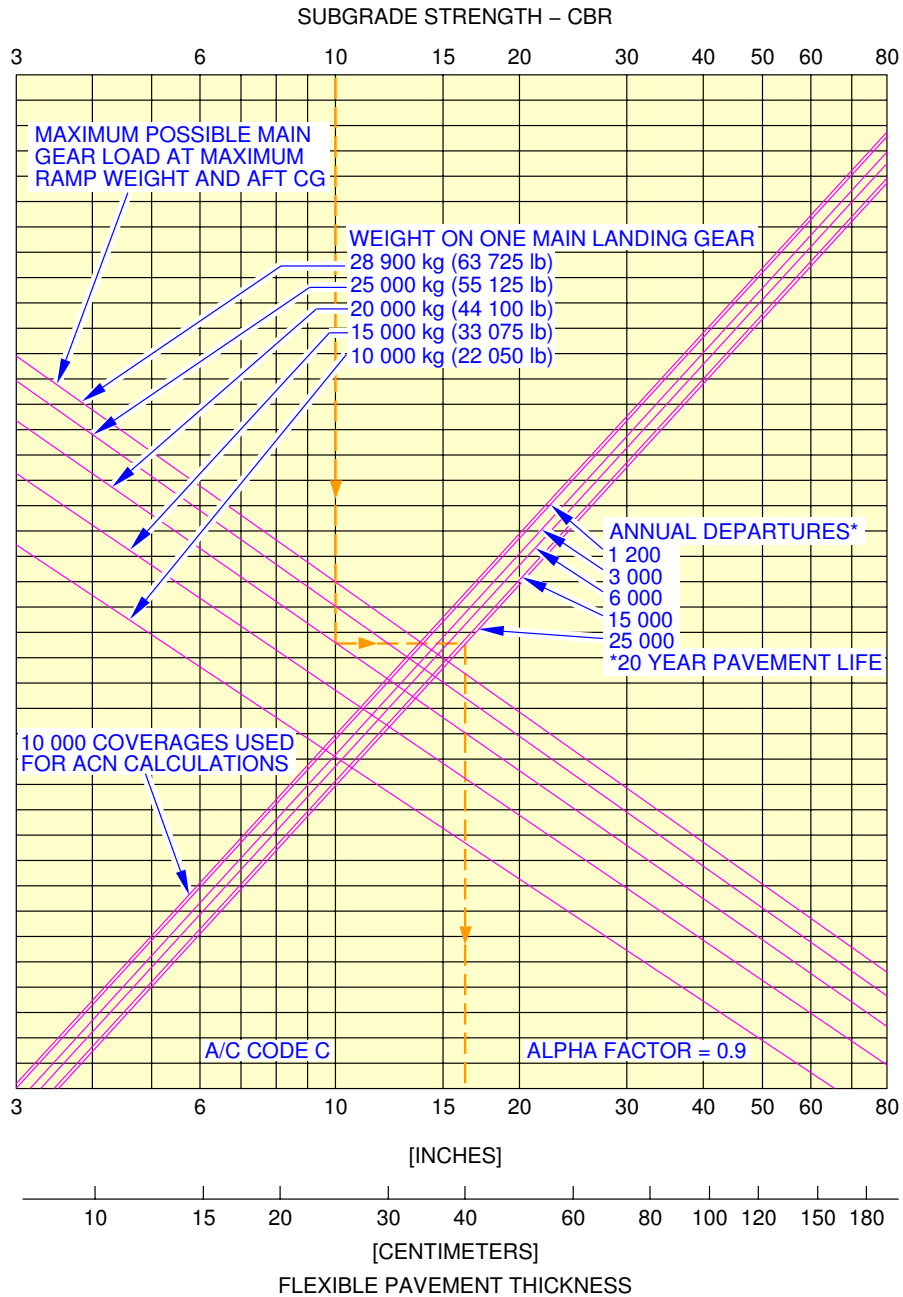 SUBGRADE STRENGTH – CBR
3 6 10 15 20 30 40 50 60 80
MAXIMUM POSSIBLE MAIN
GEAR LOAD AT MAXIMUM
RAMP WEIGHT AND AFT CG
WEIGHT ON ONE MAIN LANDING GEAR
28 900 kg (63 725 lb)
25 000 kg (55 125 lb)
20 000 kg (44 100 lb)
15 000 kg (33 075 lb)
10 000 kg (22 050 lb)
ANNUAL DEPARTURES*
1 200
3 000
6 000
15 000
25 000
*20 YEAR PAVEMENT LIFE
10 000 COVERAGES USED
FOR ACN CALCULATIONS
A/C CODE C
ALPHA FACTOR = 0.9
3 6 10 15 20 30 40 50 60 80
[INCHES]
10 15 20 30 40 60 80 100 120 150 180
[CENTIMETERS]
FLEXIBLE PAVEMENT THICKNESS